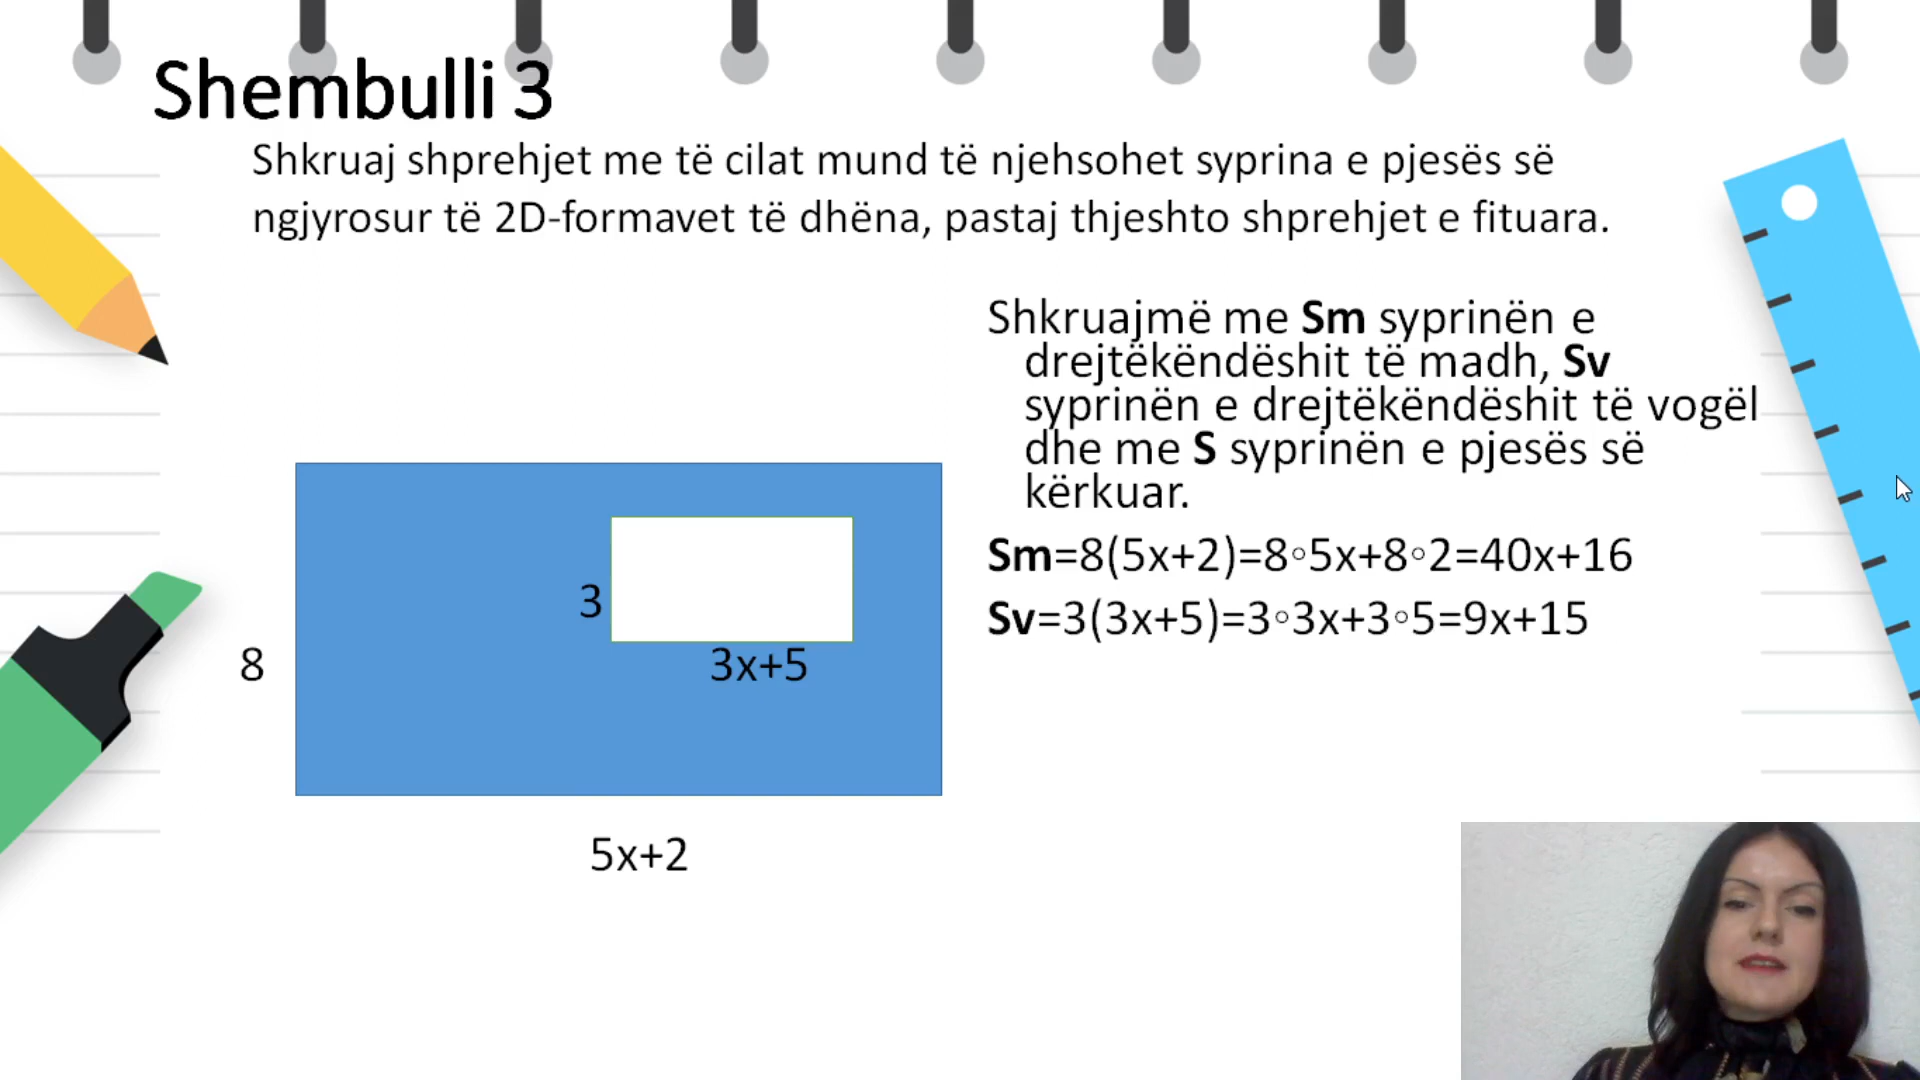 Shembulli 3
Shkruaj shprehjet me të cilat mund të njehsohet syprina e pjesës së
ngjyrosur të 2D-formavet të dhëna, pastaj thjeshto shprehjet e fituara.
Shkruajmë me Sm syprinën e
drejtëkëndëshit të madh, Sv
syprinën e drejtëkëndëshit të vogël
dhe me S syprinën e pjesës së
kërkuar.
Sm=8(5x+2)=8◦5x+8◦2=40x+16
Sv=3(3x+5)=3◦3x+3◦5=9x+15
3
3x+5
8
5x+2